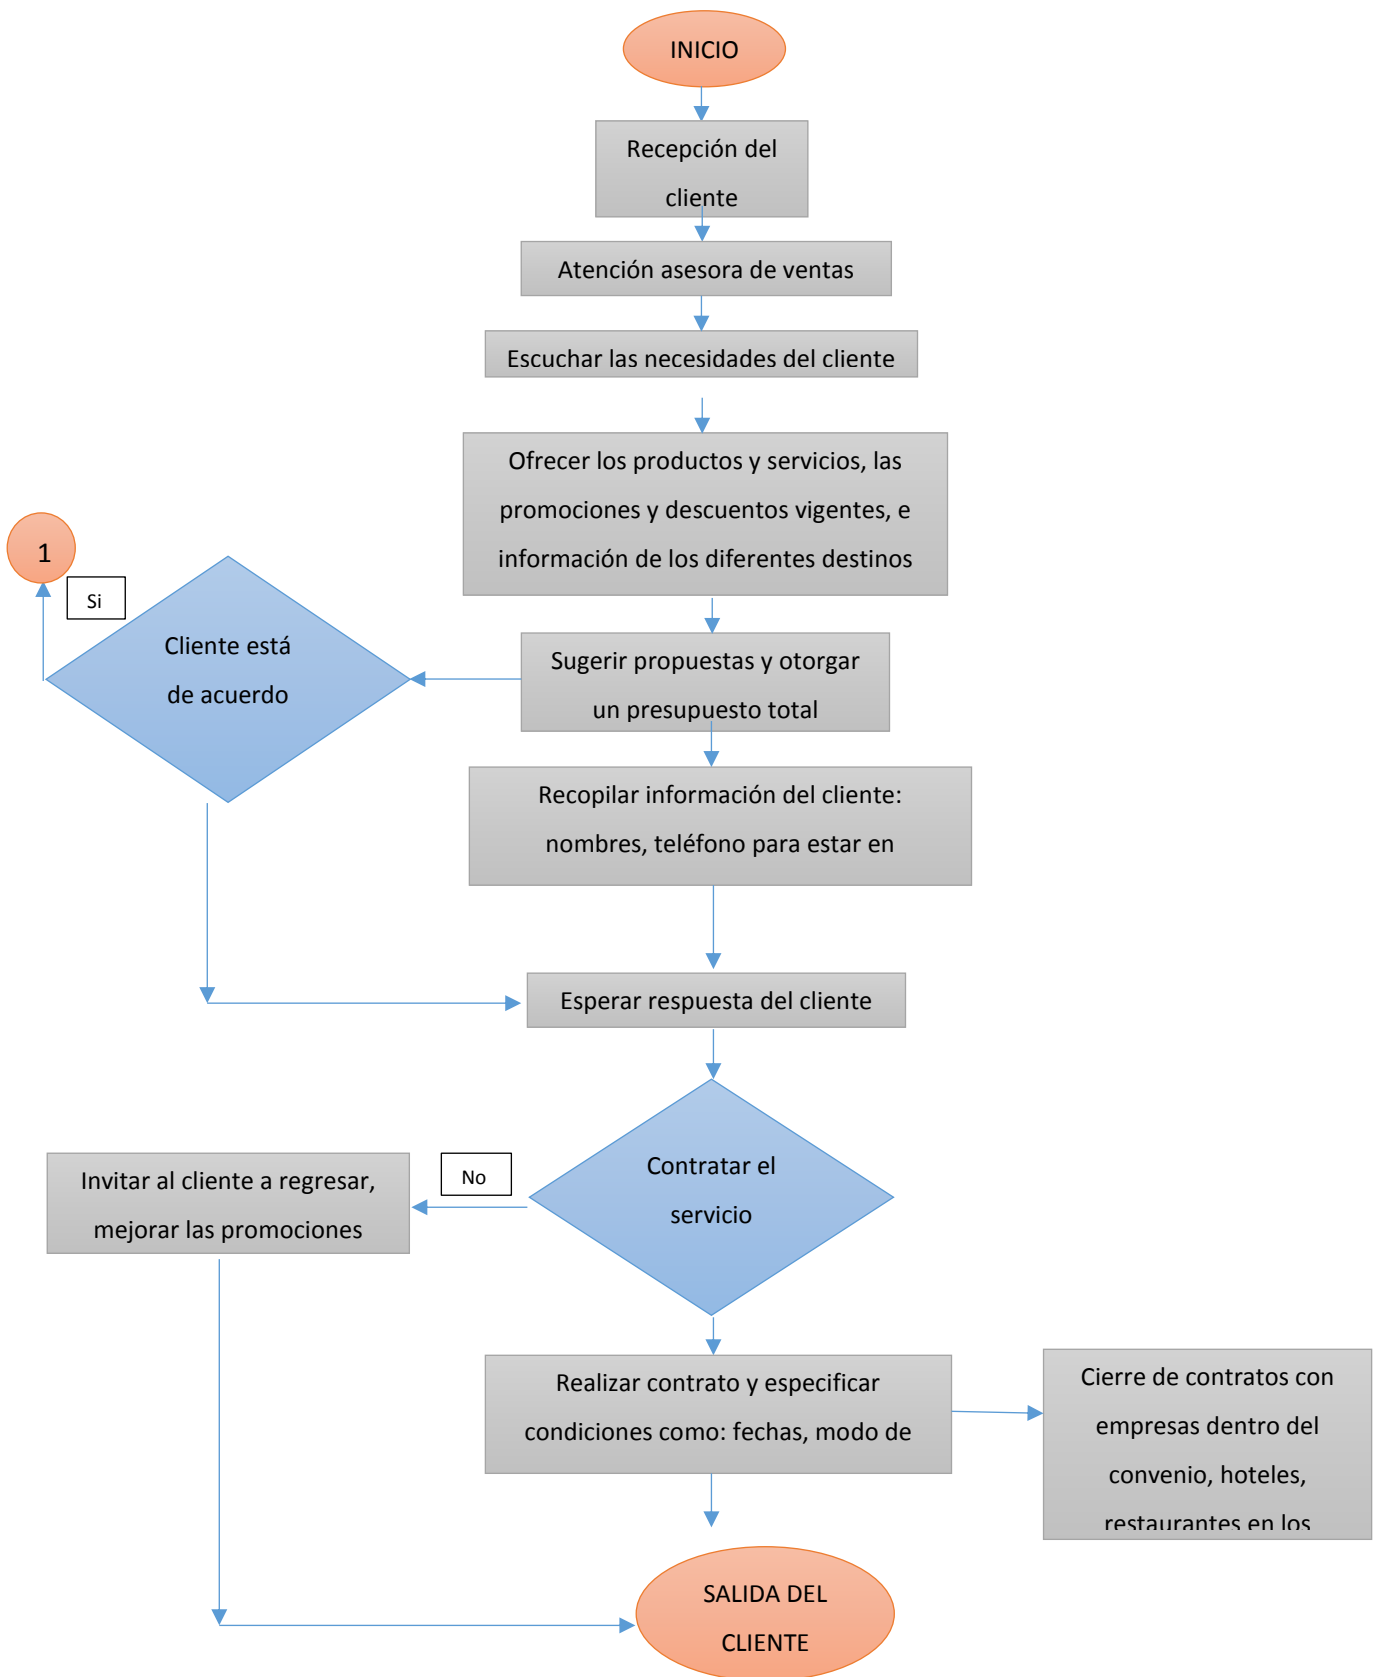 INICIO
Recepción del
cliente
Atención asesora de ventas
Escuchar las necesidades del cliente
Ofrecer los productos y servicios, las
promociones y descuentos vigentes, e
información de los diferentes destinos
1
Si
Cliente está
de acuerdo
Sugerir propuestas y otorgar
un presupuesto total
Recopilar información del cliente:
nombres, teléfono para estar en
Esperar respuesta del cliente
Contratar el
servicio
No
Invitar al cliente a regresar,
mejorar las promociones
Realizar contrato y especificar
condiciones como: fechas, modo de
Cierre de contratos con
empresas dentro del
convenio, hoteles,
restaurantes en los
SALIDA DEL
CLIENTE